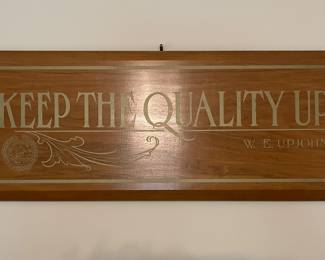 KEEP THE QUALITY UP
W. E. UPJOHN